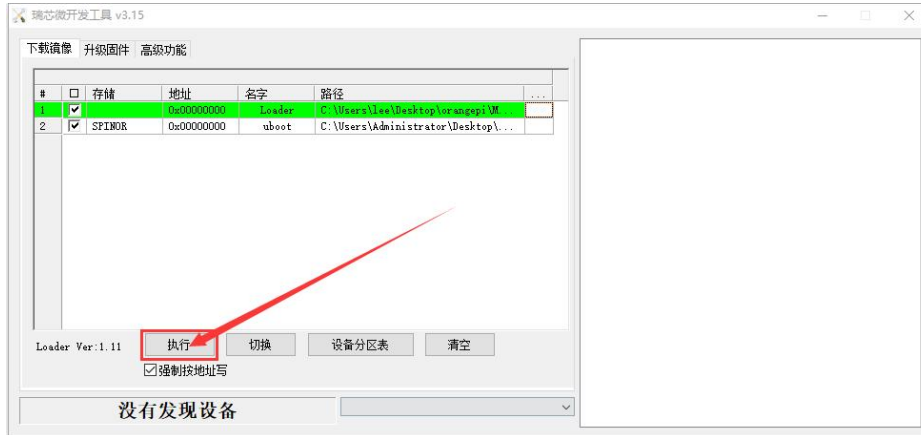 瑞芯微开发工具 v3.15
下载镜像 升级固件 高级功能
# 存储 地址 名字 路径 ...
1 0x00000000 Loader C:\Users\lee\Desktop\orangepi\M...
2 SPINOR 0x00000000 uboot C:\Users\Administrator\Desktop\...
Loader Ver:1.11 执行 切换 设备分区表 清空
强制按地址写
没有发现设备